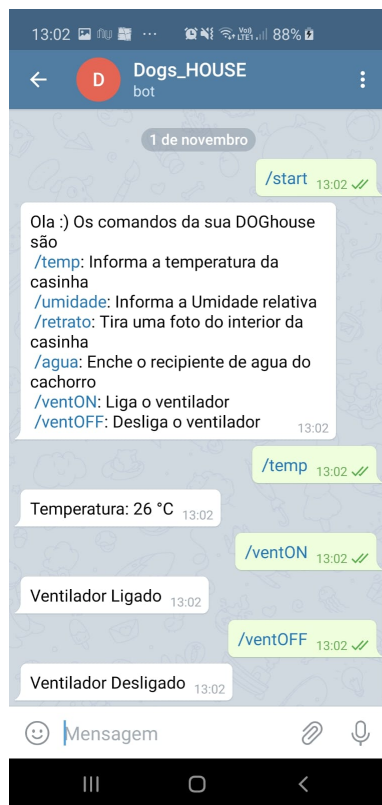 13:02 ... Vo)) LTE1 88%
D
Dogs_HOUSE
bot
1 de novembro
/start 13:02
Ola :) Os comandos da sua DOGhouse
são
/temp: Informa a temperatura da
casinha
/umidade: Informa a Umidade relativa
/retrato: Tira uma foto do interior da
casinha
/agua: Enche o recipiente de agua do
cachorro
/ventON: Liga o ventilador
/ventOFF: Desliga o ventilador
13:02
/temp 13:02
Temperatura: 26 °C 13:02
/ventON 13:02
Ventilador Ligado 13:02
/ventOFF 13:02
Ventilador Desligado 13:02
Mensagem